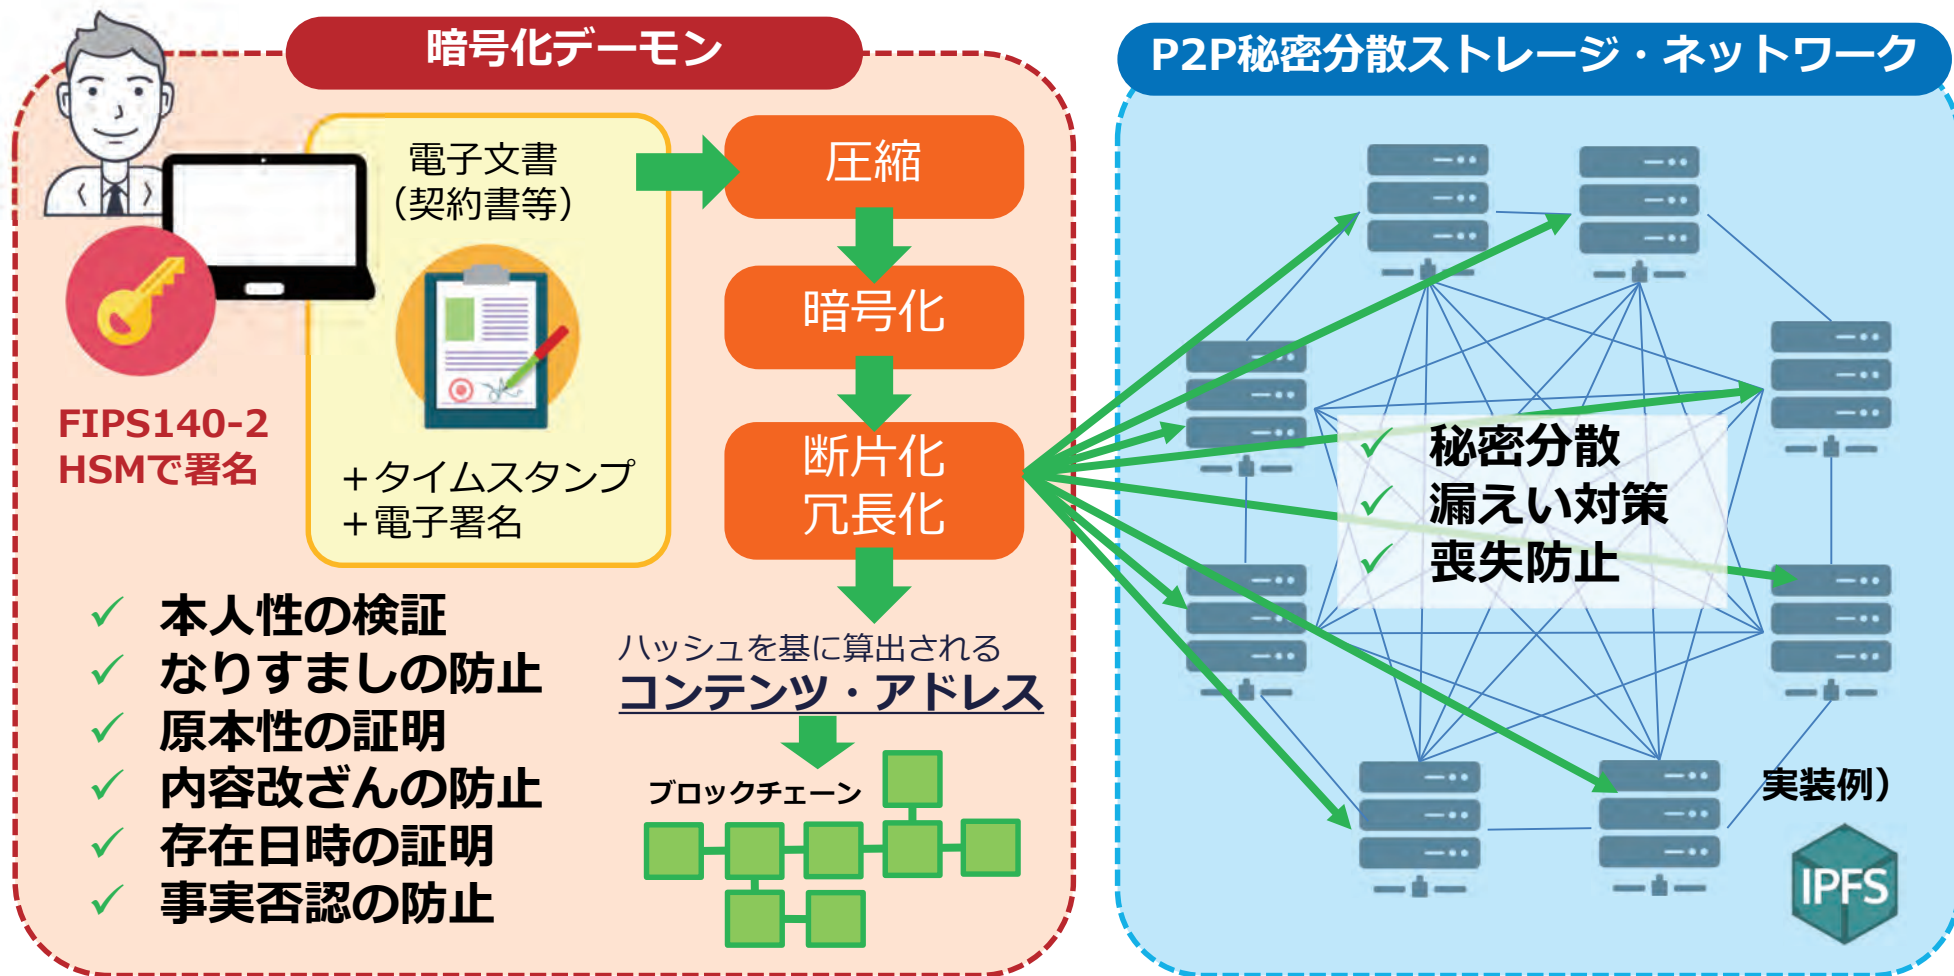 暗号化デーモン
P2P秘密分散ストレージ・ネットワーク
電子文書
（契約書等）
＋タイムスタンプ
＋電子署名
FIPS140-2
HSMで署名
圧縮
暗号化
断片化
冗長化
ハッシュを基に算出される
コンテンツ・アドレス
ブロックチェーン
✓ 本人性の検証
✓ なりすましの防止
✓ 原本性の証明
✓ 内容改ざんの防止
✓ 存在日時の証明
✓ 事実否認の防止
✓ 秘密分散
✓ 漏えい対策
✓ 喪失防止
実装例）
IPFS